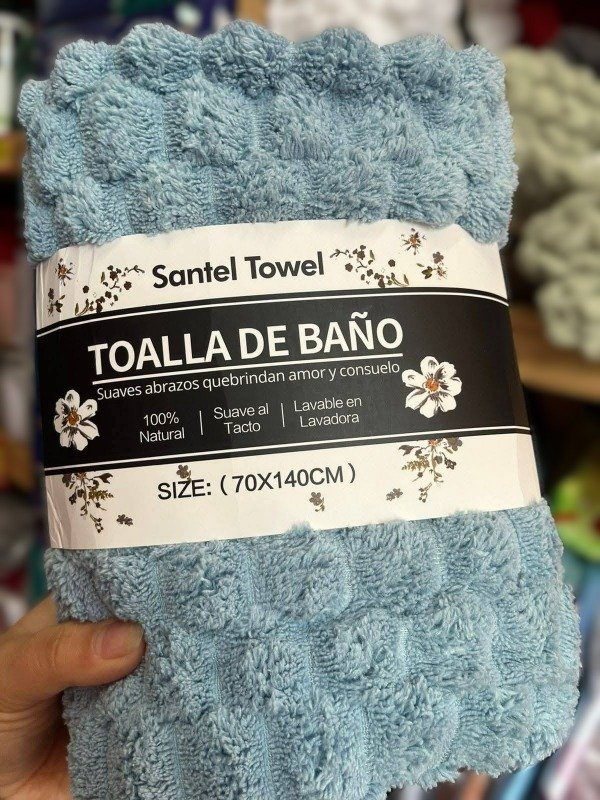 Santel Towel
TOALLA DE BAÑO
Suaves abrazos quebrindan amor y consuelo
100%
Natural
Suave al
Tacto
Lavable en
Lavadora
SIZE: (70X140CM)